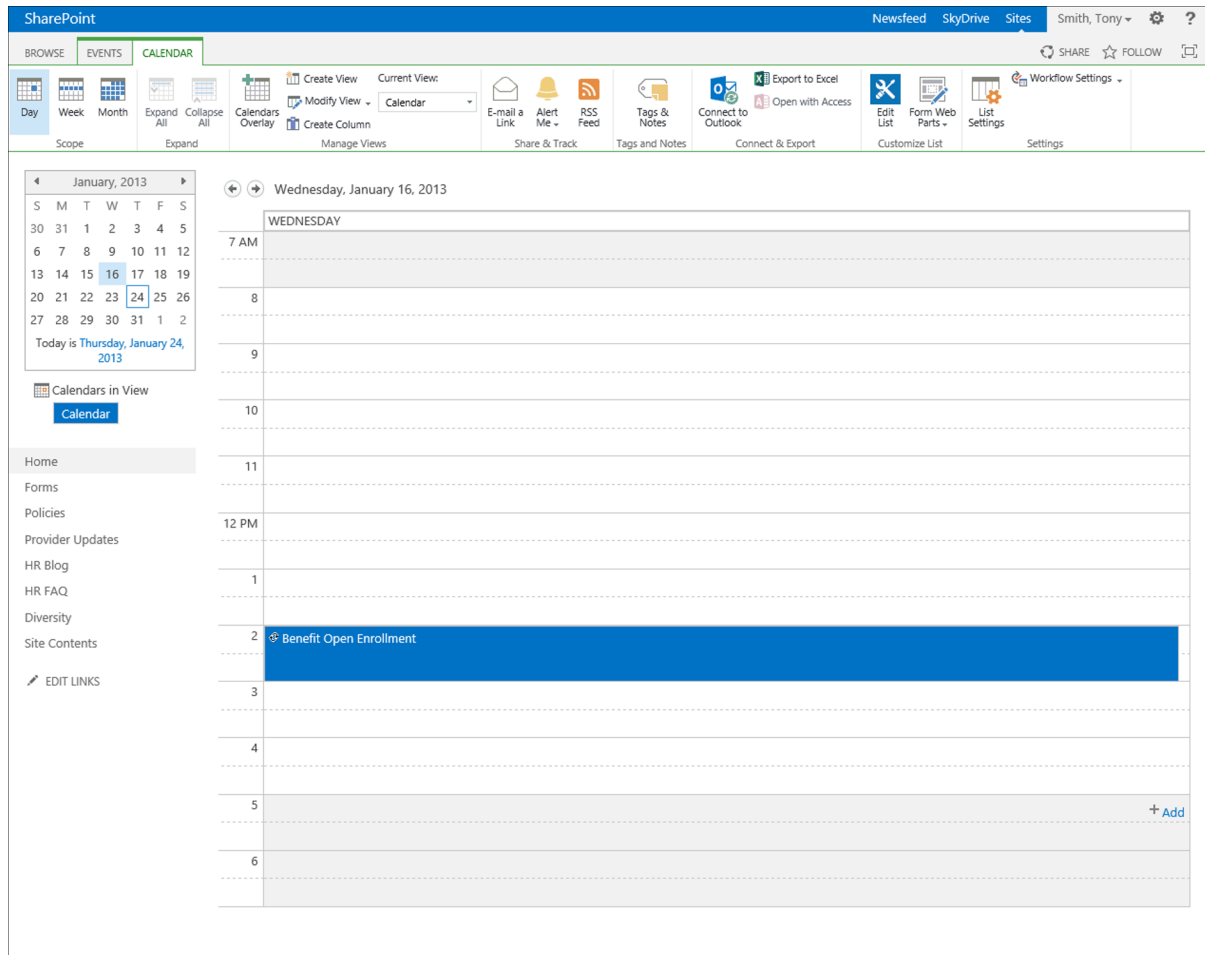 SharePoint Newsfeed SkyDrive Sites Smith, Tony ?
BROWSE EVENTS CALENDAR SHARE FOLLOW
Day Week Month
Scope
Expand All Collapse All
Expand
Calendars Overlay
Create View
Modify View
Create Column
Current View:
Calendar
Manage Views
E-mail a Link Alert Me RSS Feed
Share & Track
Tags & Notes
Tags and Notes
Connect to Outlook
Export to Excel
Open with Access
Connect & Export
Edit List Form Web Parts
Customize List
List Settings
Workflow Settings
Settings
January, 2013
S M T W T F S
30 31 1 2 3 4 5
6 7 8 9 10 11 12
13 14 15 16 17 18 19
20 21 22 23 24 25 26
27 28 29 30 31 1 2
Today is Thursday, January 24,
2013
Calendars in View
Calendar
Home
Forms
Policies
Provider Updates
HR Blog
HR FAQ
Diversity
Site Contents
EDIT LINKS
Wednesday, January 16, 2013
WEDNESDAY
7 AM
8
9
10
11
12 PM
1
2 Benefit Open Enrollment
3
4
5
+ Add
6